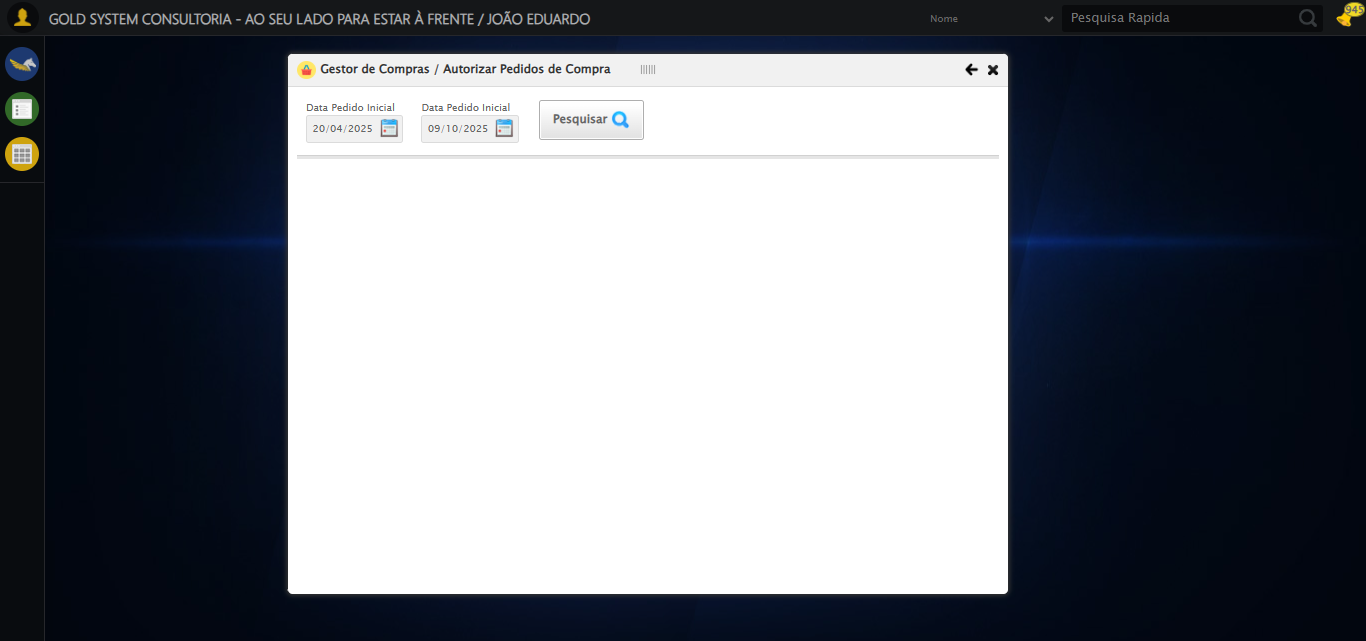 GOLD SYSTEM CONSULTORIA - AO SEU LADO PARA ESTAR À FRENTE / JOÃO EDUARDO
Nome
Pesquisa Rapida
945
Gestor de Compras / Autorizar Pedidos de Compra
Data Pedido Inicial
Data Pedido Inicial
20/04/2025
09/10/2025
Pesquisar